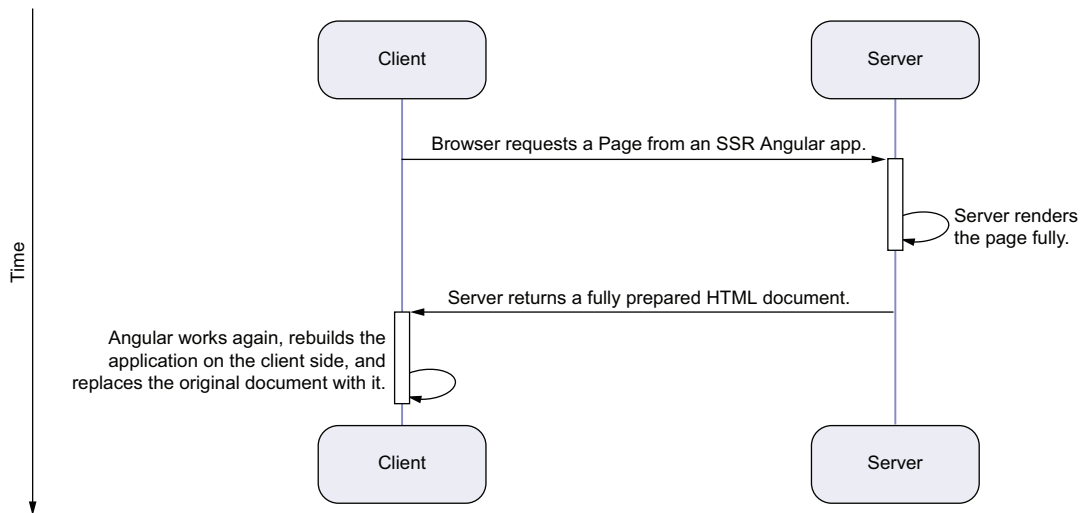 Client
Server
Browser requests a Page from an SSR Angular app.
Server renders
the page fully.
Time
Server returns a fully prepared HTML document.
Angular works again, rebuilds the
application on the client side, and
replaces the original document with it.
Client
Server